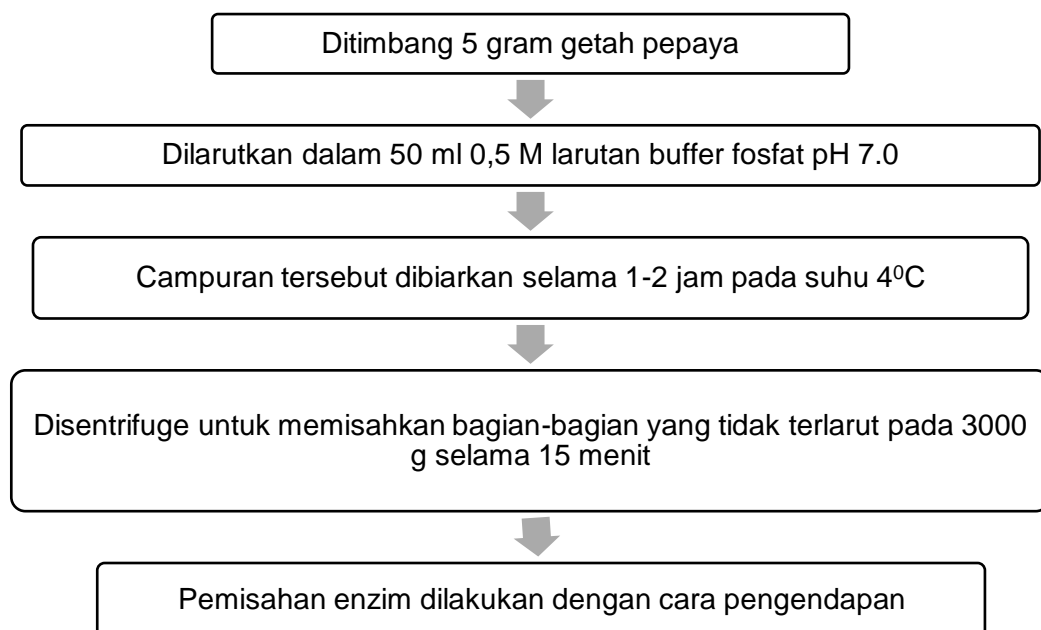 Ditimbang 5 gram getah pepaya
Dilarutkan dalam 50 ml 0,5 M larutan buffer fosfat pH 7.0
Campuran tersebut dibiarkan selama 1-2 jam pada suhu 4⁰C
Disentrifuge untuk memisahkan bagian-bagian yang tidak terlarut pada 3000
g selama 15 menit
Pemisahan enzim dilakukan dengan cara pengendapan